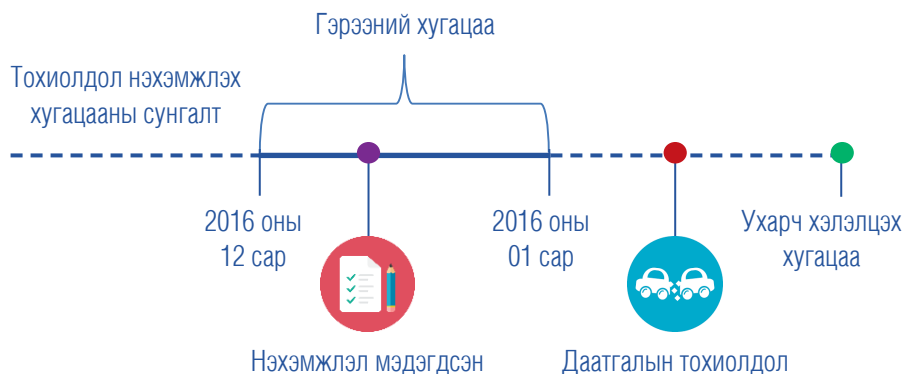 Гэрээний хугацаа
Тохиолдол нэхэмжлэх
хугацааны сунгалт
2016 оны
12 сар
2016 оны
01 сар
Ухарч хэлэлцэх
хугацаа
Нэхэмжлэл мэдэгдсэн
Даатгалын тохиолдол